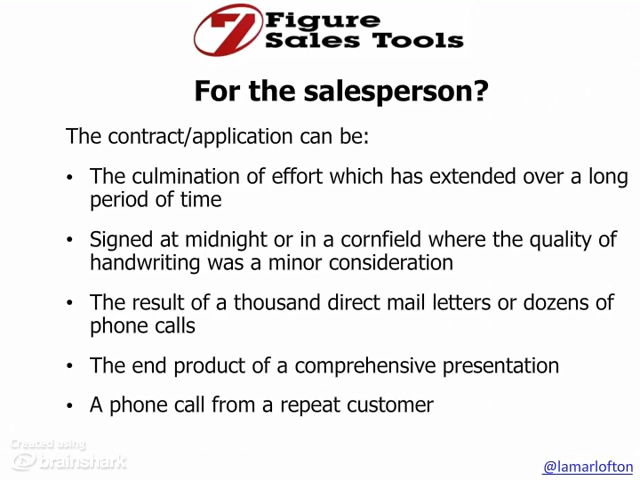 7 Figure
Sales Tools
For the salesperson?
The contract/application can be:
• The culmination of effort which has extended over a long
period of time
• Signed at midnight or in a cornfield where the quality of
handwriting was a minor consideration
• The result of a thousand direct mail letters or dozens of
phone calls
• The end product of a comprehensive presentation
• A phone call from a repeat customer
Created using
brainshark
@lamarlofton